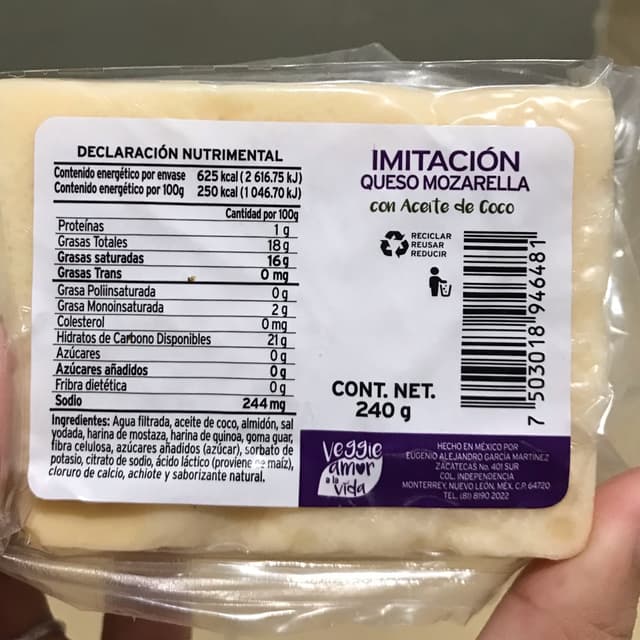 DECLARACIÓN NUTRIMENTAL
Contenido energético por envase 625 kcal (2 616.75 kJ)
Contenido energético por 100g 250 kcal (1 046.70 kJ)
Cantidad por 100g
Proteínas 1 g
Grasas Totales 18 g
Grasas saturadas 16 g
Grasas Trans 0 mg
Grasa Poliinsaturada 0 g
Grasa Monoinsaturada 2 g
Colesterol 0 mg
Hidratos de Carbono Disponibles 21 g
Azúcares 0 g
Azúcares añadidos 0 g
Fribra dietética 0 g
Sodio 244 mg
Ingredientes: Agua filtrada, aceite de coco, almidón, sal
yodada, harina de mostaza, harina de quinoa, goma guar,
fibra celulosa, azúcares añadidos (azúcar), sorbato de
potasio, citrato de sodio, ácido láctico (proviene de maíz),
cloruro de calcio, achiote y saborizante natural.
IMITACIÓN
QUESO MOZARELLA
con Aceite de Coco
RECICLAR
REUSAR
REDUCIR
7 503018 946481
CONT. NET.
240 g
Veggie
amor
a la
vida
HECHO EN MÉXICO POR
EUGENIO ALEJANDRO GARCÍA MARTÍNEZ
ZACATECAS No. 401 SUR
COL. INDEPENDENCIA
MONTERREY, NUEVO LEÓN, MÉX. C.P. 64720
TEL. (81) 8190 2022